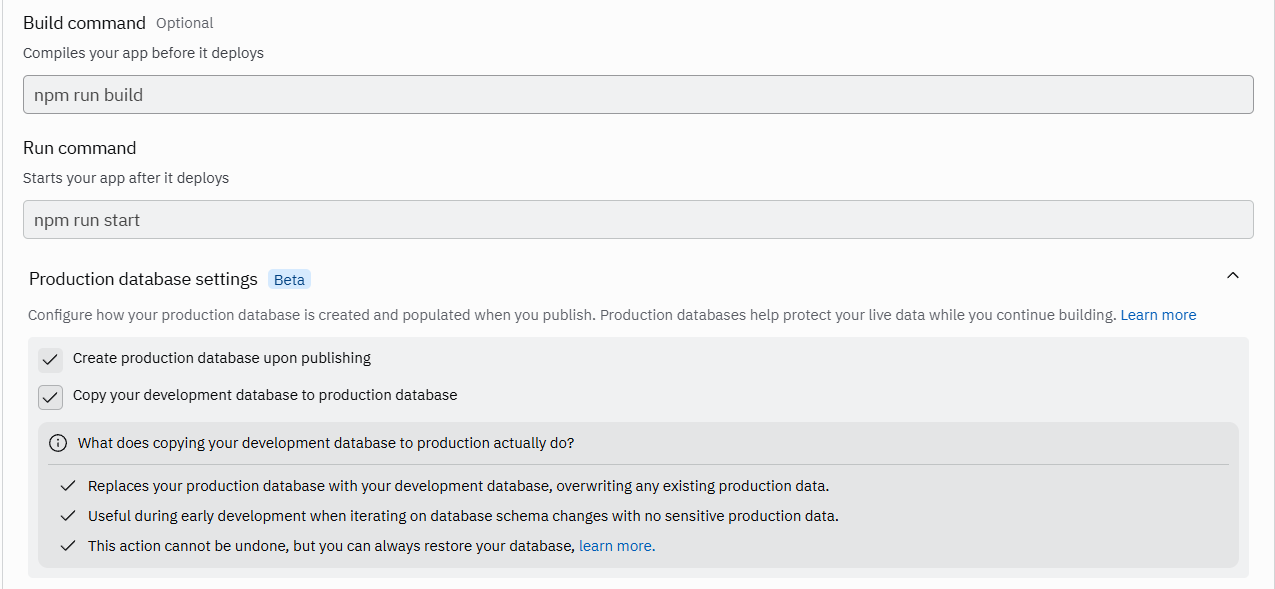 Build command Optional
Compiles your app before it deploys
npm run build
Run command
Starts your app after it deploys
npm run start
Production database settings Beta
Configure how your production database is created and populated when you publish. Production databases help protect your live data while you continue building. Learn more
Create production database upon publishing
Copy your development database to production database
What does copying your development database to production actually do?
Replaces your production database with your development database, overwriting any existing production data.
Useful during early development when iterating on database schema changes with no sensitive production data.
This action cannot be undone, but you can always restore your database, learn more.